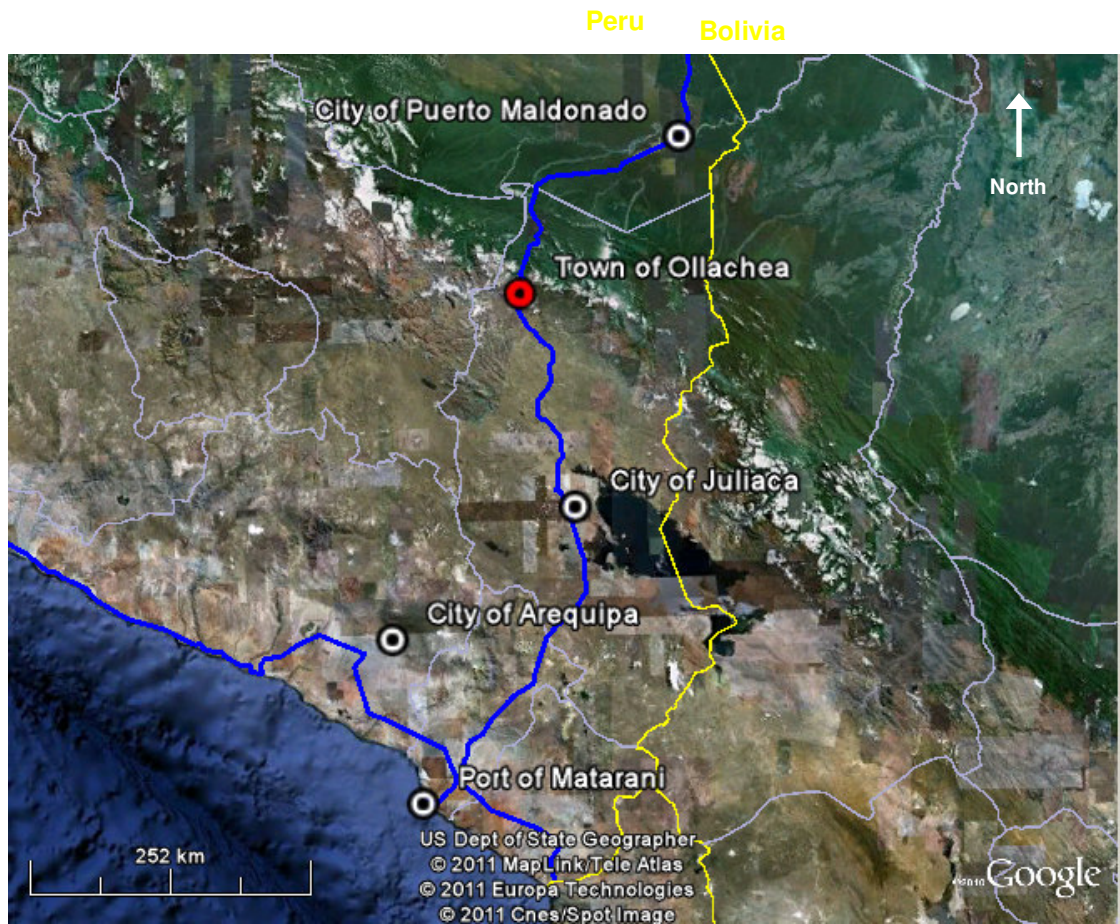 Peru
Bolivia
City of Puerto Maldonado
North
Town of Ollachea
City of Juliaca
City of Arequipa
Port of Matarani
252 km
US Dept of State Geographer
© 2011 MapLink/Tele Atlas
© 2011 Europa Technologies
© 2011 Cnes/Spot Image
©2010 Google